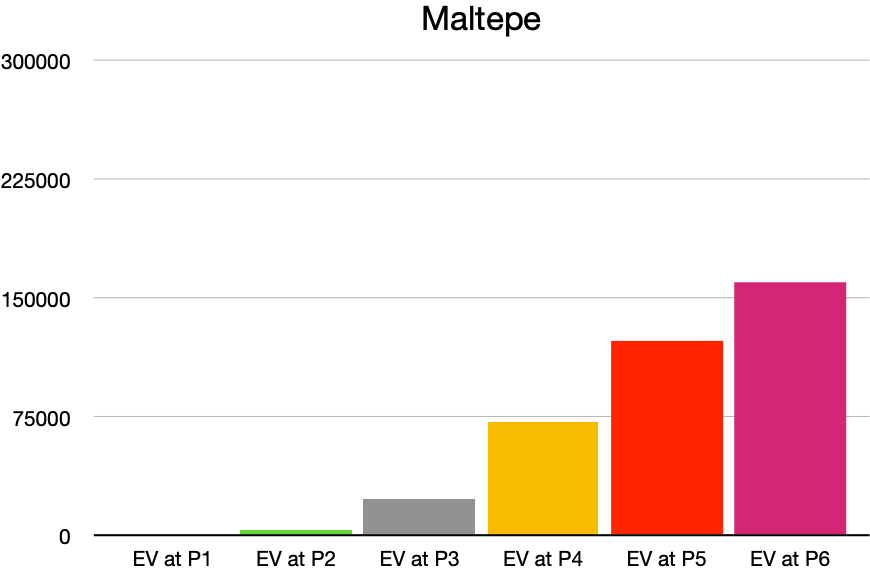 Maltepe
300000
225000
150000
75000
0
EV at P1 EV at P2 EV at P3 EV at P4 EV at P5 EV at P6